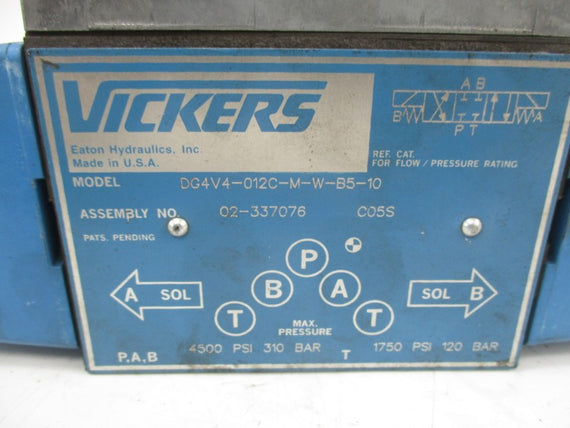 VICKERS
Eaton Hydraulics, Inc.
Made in U.S.A.
A B
B A
P T
REF. CAT.
FOR FLOW / PRESSURE RATING
MODEL DG4V4-012C-M-W-B5-10
ASSEMBLY NO. 02-337076 C05S
PATS. PENDING
P
A SOL B A SOL B
T T
MAX.
PRESSURE
P,A,B 4500 PSI 310 BAR T 1750 PSI 120 BAR